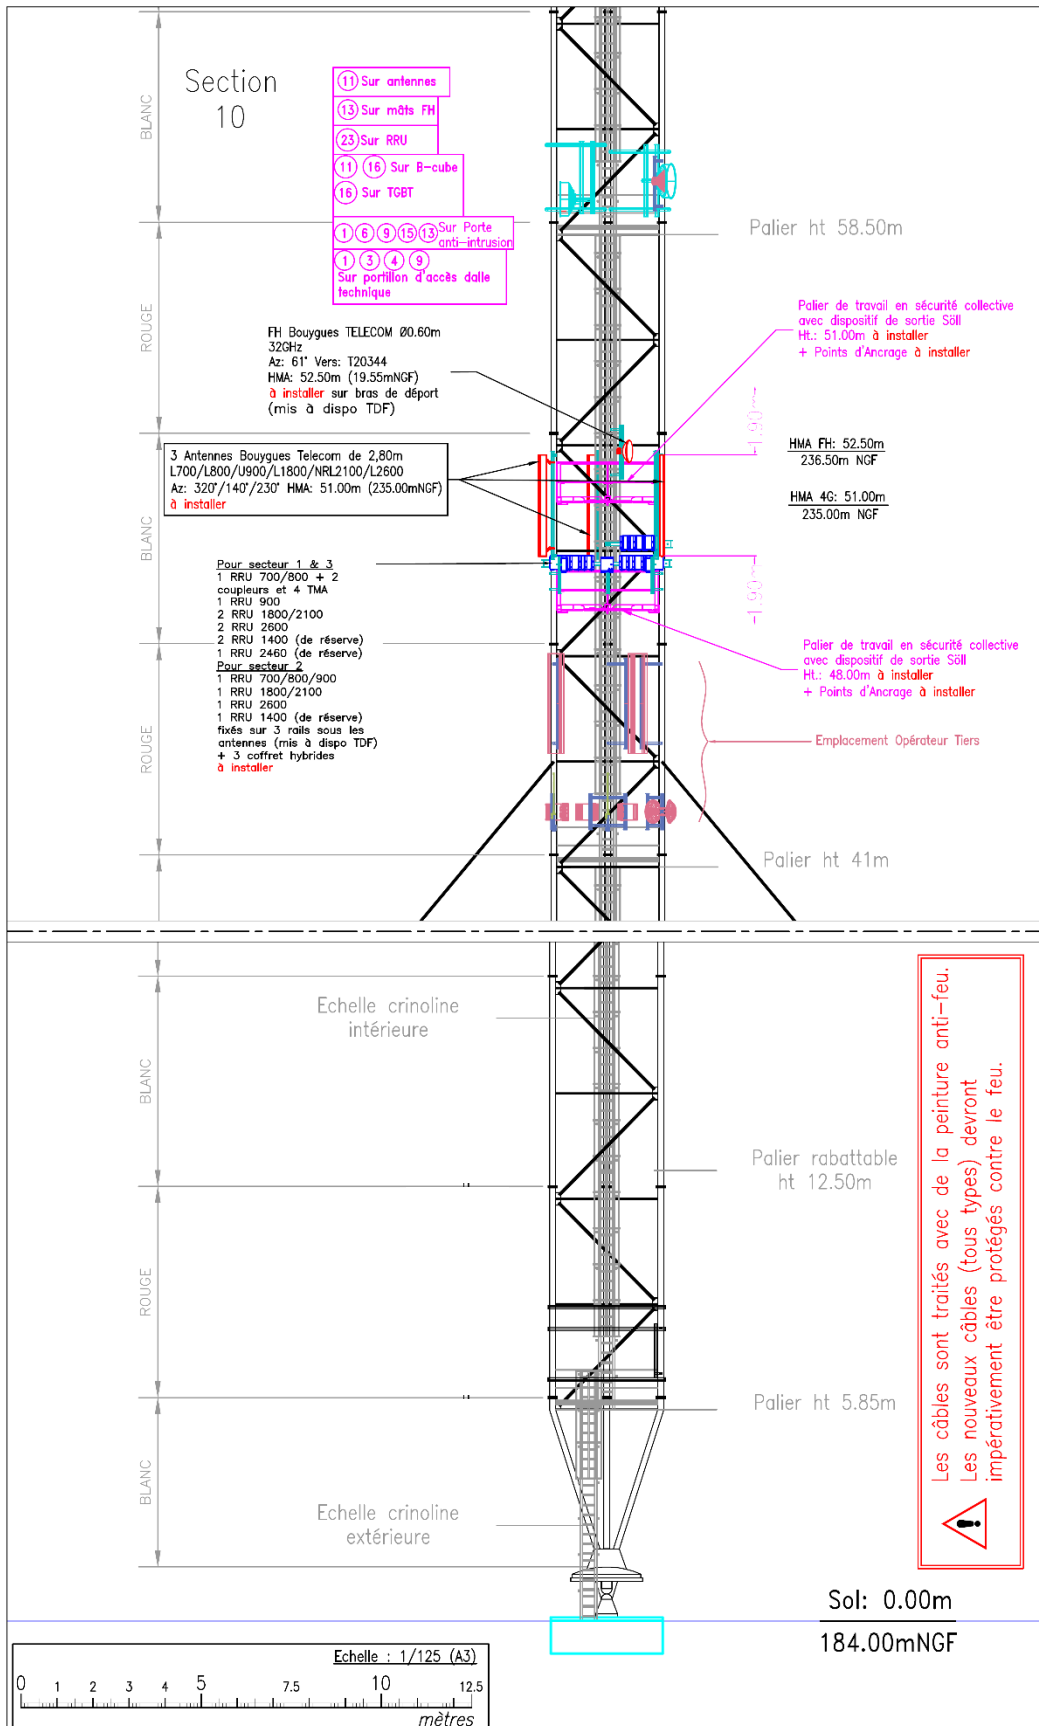 Section
10
BLANC
ROUGE
BLANC
ROUGE
11 Sur antennes
13 Sur mâts FH
23 Sur RRU
11 16 Sur B-cube
16 Sur TGBT
1 6 9 15 13 Sur Porte
anti-intrusion
1 3 4 9
Sur portillon d'accès dalle
technique
Palier ht 58.50m
FH Bouygues TELECOM Ø0.60m
32GHz
Az: 61° Vers: T20344
HMA: 52.50m (19.55mNGF)
à installer sur bras de déport
(mis à dispo TDF)
Palier de travail en sécurité collective
avec dispositif de sortie Söll
Ht.: 51.00m à installer
+ Points d'Ancrage à installer
1.90m
3 Antennes Bouygues Telecom de 2,80m
L700/L800/U900/L1800/NRL2100/L2600
Az: 320°/140°/230° HMA: 51.00m (235.00mNGF)
à installer
HMA FH: 52.50m
236.50m NGF
HMA 4G: 51.00m
235.00m NGF
1.90m
Pour secteur 1 & 3
1 RRU 700/800 + 2
coupleurs et 4 TMA
1 RRU 900
2 RRU 1800/2100
2 RRU 2600
2 RRU 1400 (de réserve)
1 RRU 2460 (de réserve)
Pour secteur 2
1 RRU 700/800/900
1 RRU 1800/2100
1 RRU 2600
1 RRU 1400 (de réserve)
fixés sur 3 rails sous les
antennes (mis à dispo TDF)
+ 3 coffret hybrides
à installer
Palier de travail en sécurité collective
avec dispositif de sortie Söll
Ht.: 48.00m à installer
+ Points d'Ancrage à installer
Emplacement Opérateur Tiers
Palier ht 41m
BLANC
ROUGE
BLANC
Echelle crinoline
intérieure
Palier rabattable
ht 12.50m
Palier ht 5.85m
Echelle crinoline
extérieure
Les câbles sont traités avec de la peinture anti-feu.
Les nouveaux câbles (tous types) devront
impérativement être protégés contre le feu.
Sol: 0.00m
184.00mNGF
Echelle : 1/125 (A3)
0 1 2 3 4 5 7.5 10 12.5
mètres